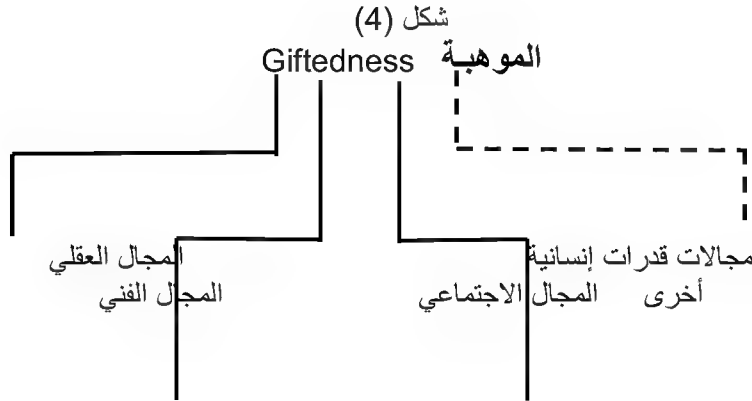 شكل (4)
الموهبة Giftedness
مجالات قدرات إنسانية المجال العقلي
أخرى المجال الاجتماعي المجال الفني